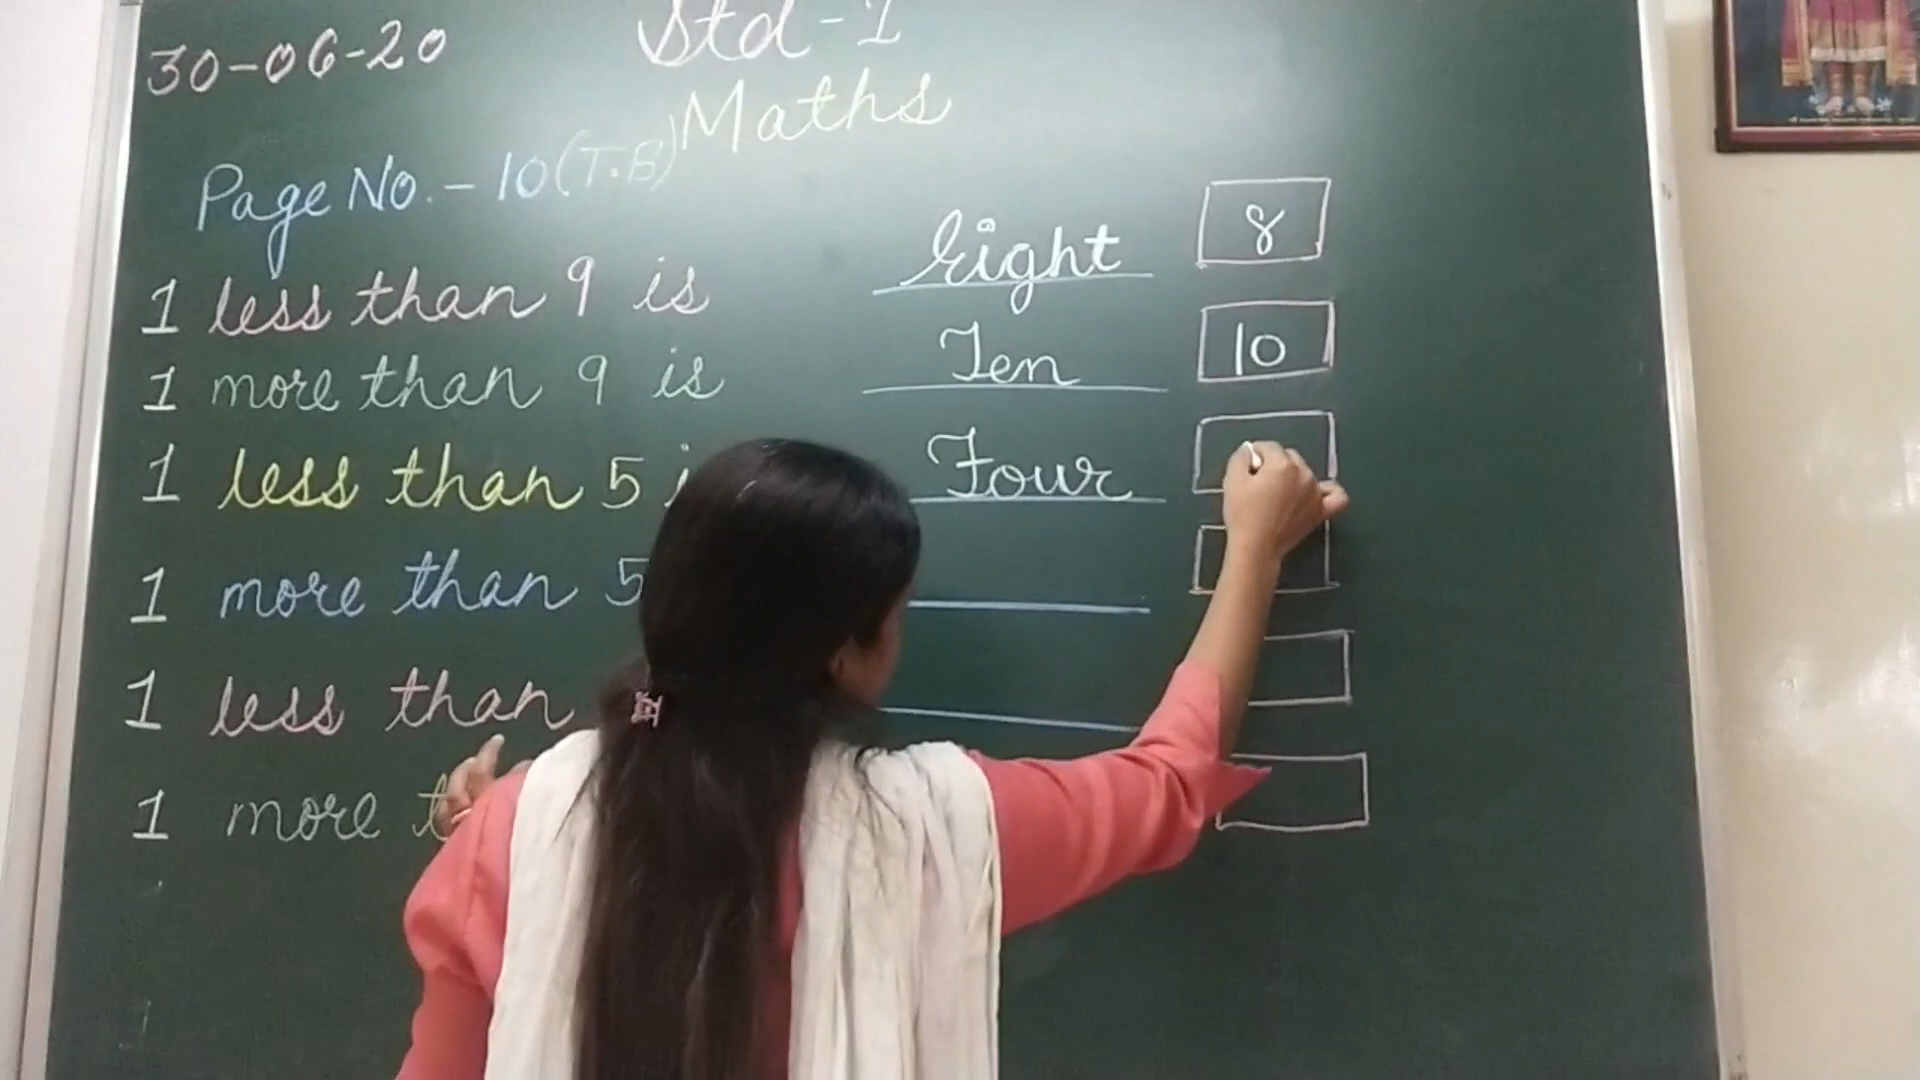 30-06-20
Std-1
Maths
Page No. - 10 (T.B)
1 less than 9 is Eight 8
1 more than 9 is Ten 10
1 less than 5 Four
1 more than 5
1 less than
1 more